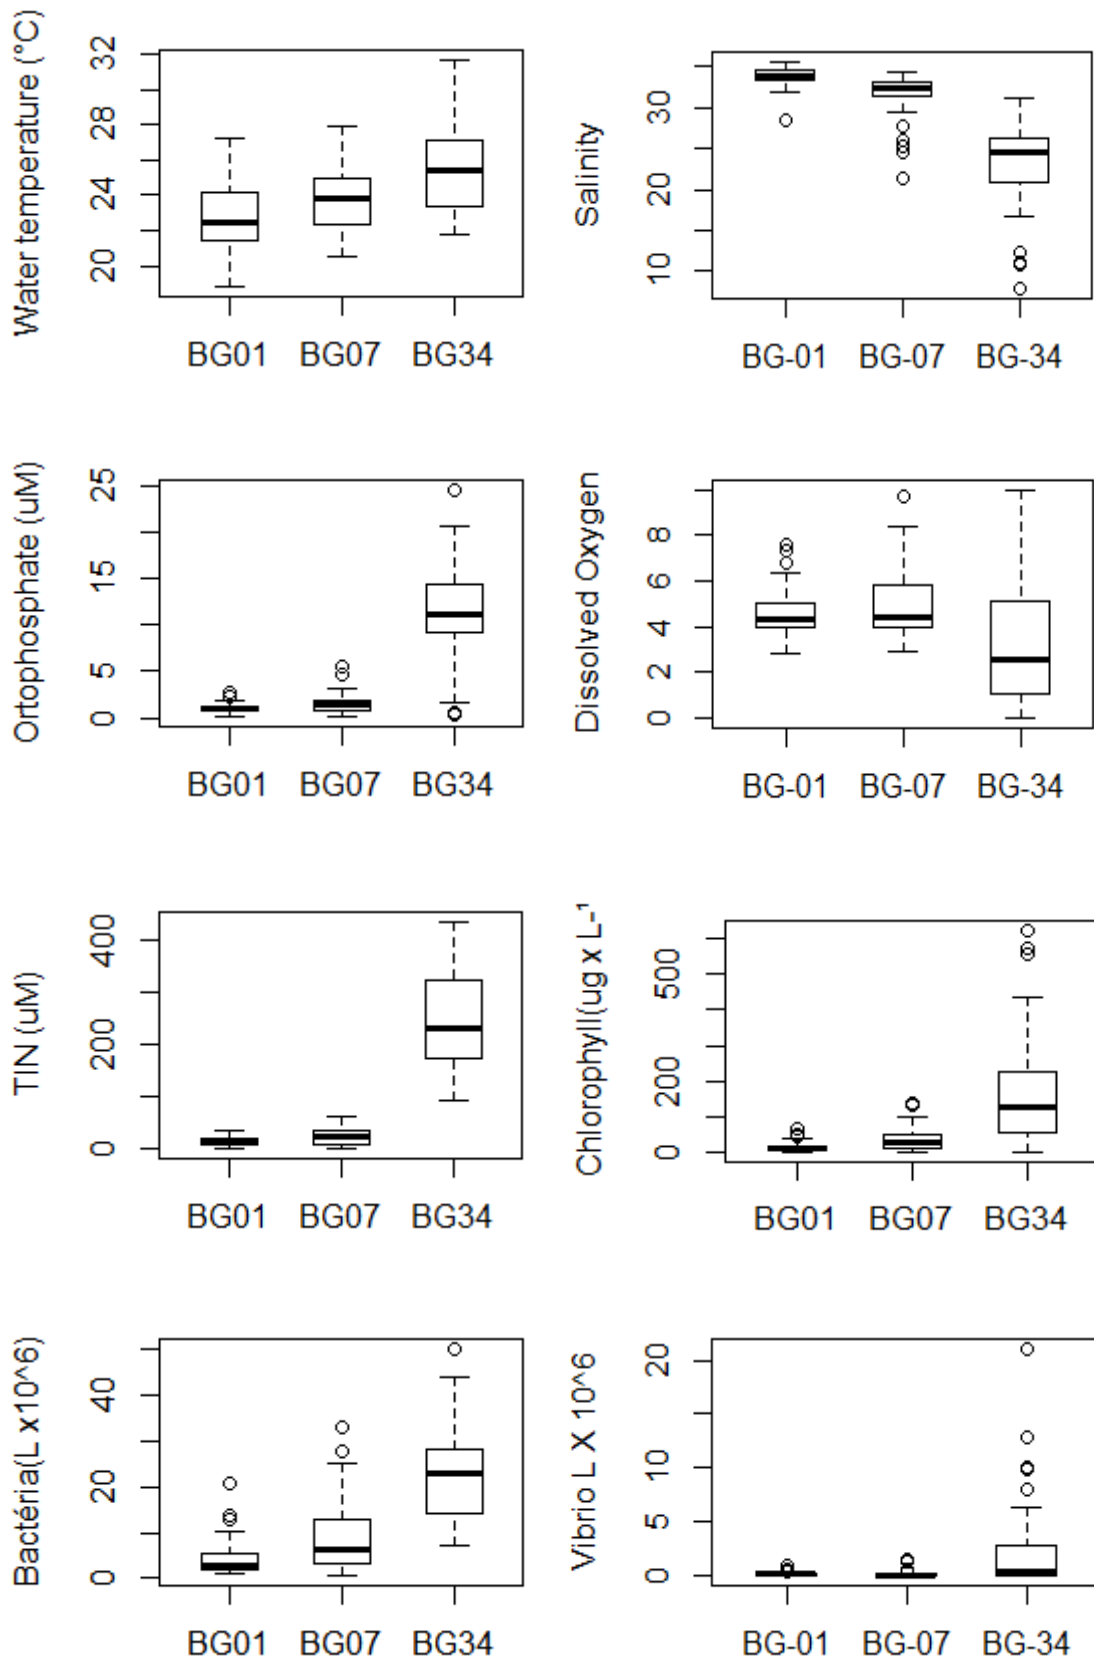 Water temperature (°C)
32
28
24
20
BG01 BG07 BG34
Salinity
30
20
10
BG-01 BG-07 BG-34
Ortophosphate (uM)
25
15
5
0
BG01 BG07 BG34
Dissolved Oxygen
8
6
4
2
0
BG-01 BG-07 BG-34
TIN (uM)
400
200
0
BG01 BG07 BG34
Chlorophyll(ug x L-¹
500
200
0
BG01 BG07 BG34
Bactéria(L x10^6)
40
20
0
BG01 BG07 BG34
Vibrio L X 10^6
20
10
5
0
BG-01 BG-07 BG-34